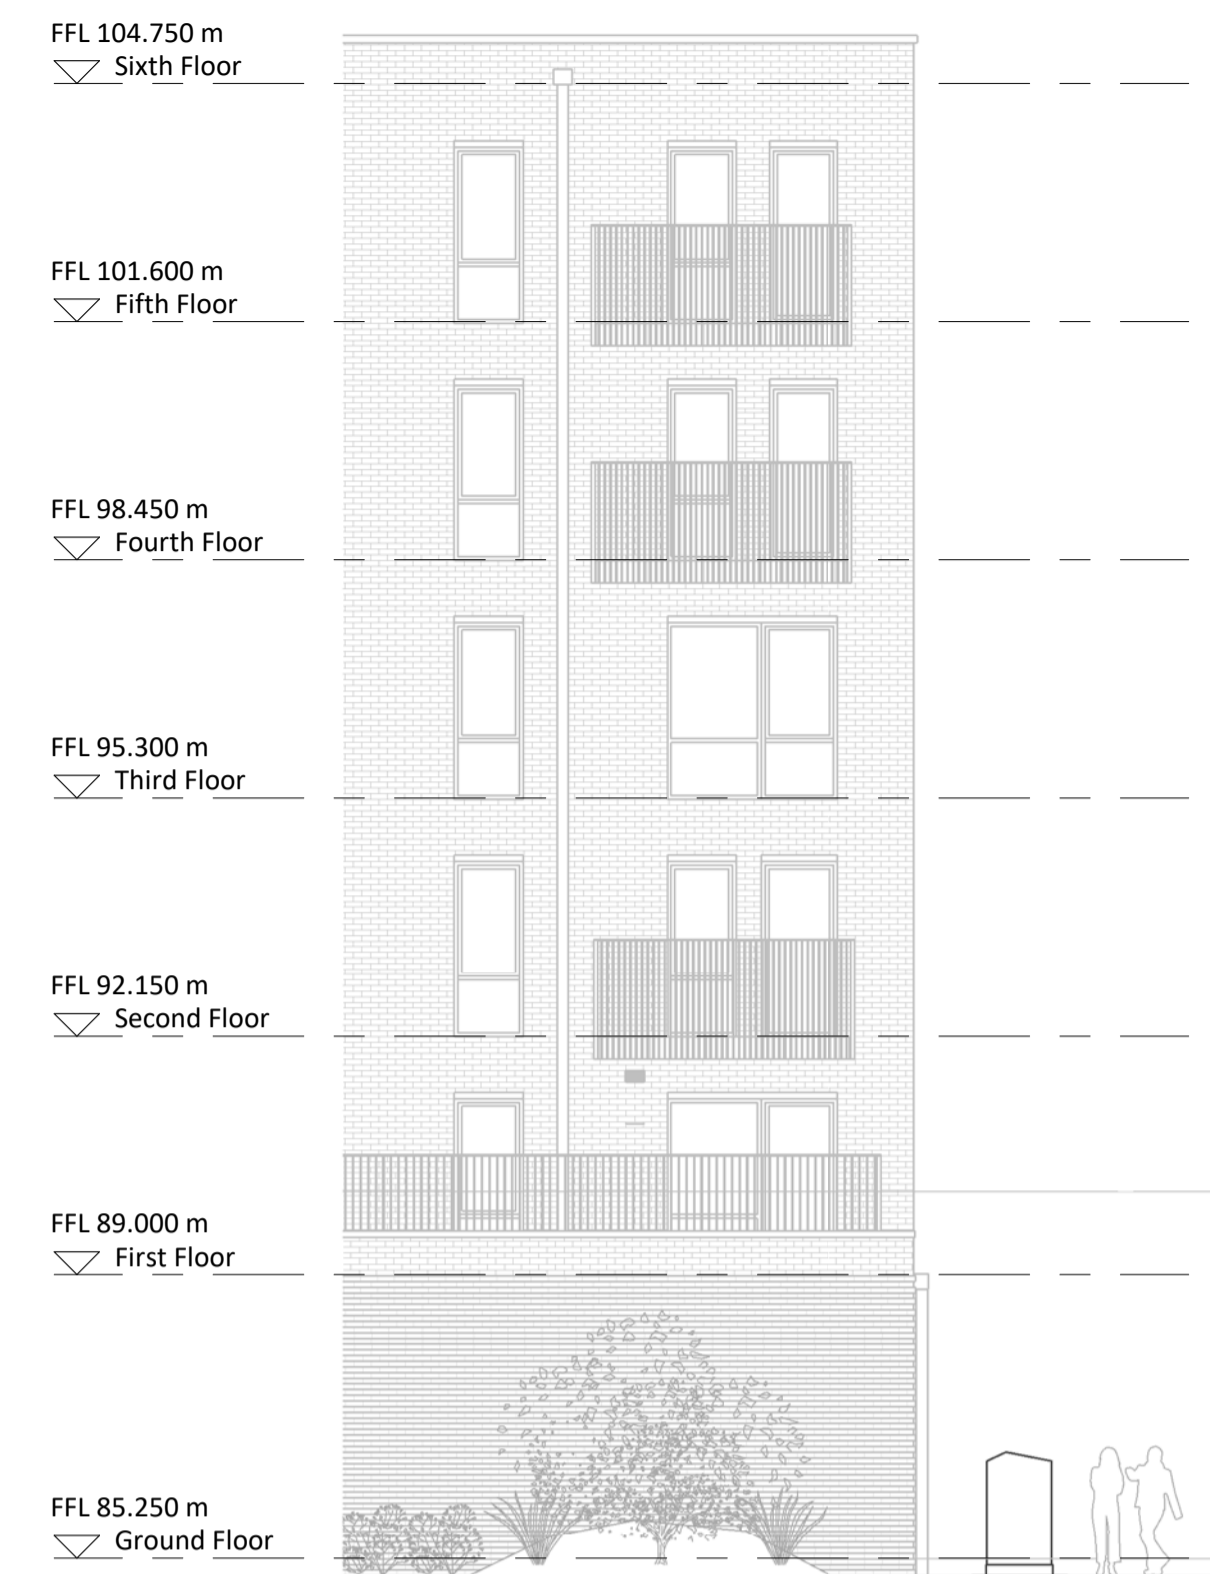 FFL 104.750 m
Sixth Floor
FFL 101.600 m
Fifth Floor
FFL 98.450 m
Fourth Floor
FFL 95.300 m
Third Floor
FFL 92.150 m
Second Floor
FFL 89.000 m
First Floor
FFL 85.250 m
Ground Floor